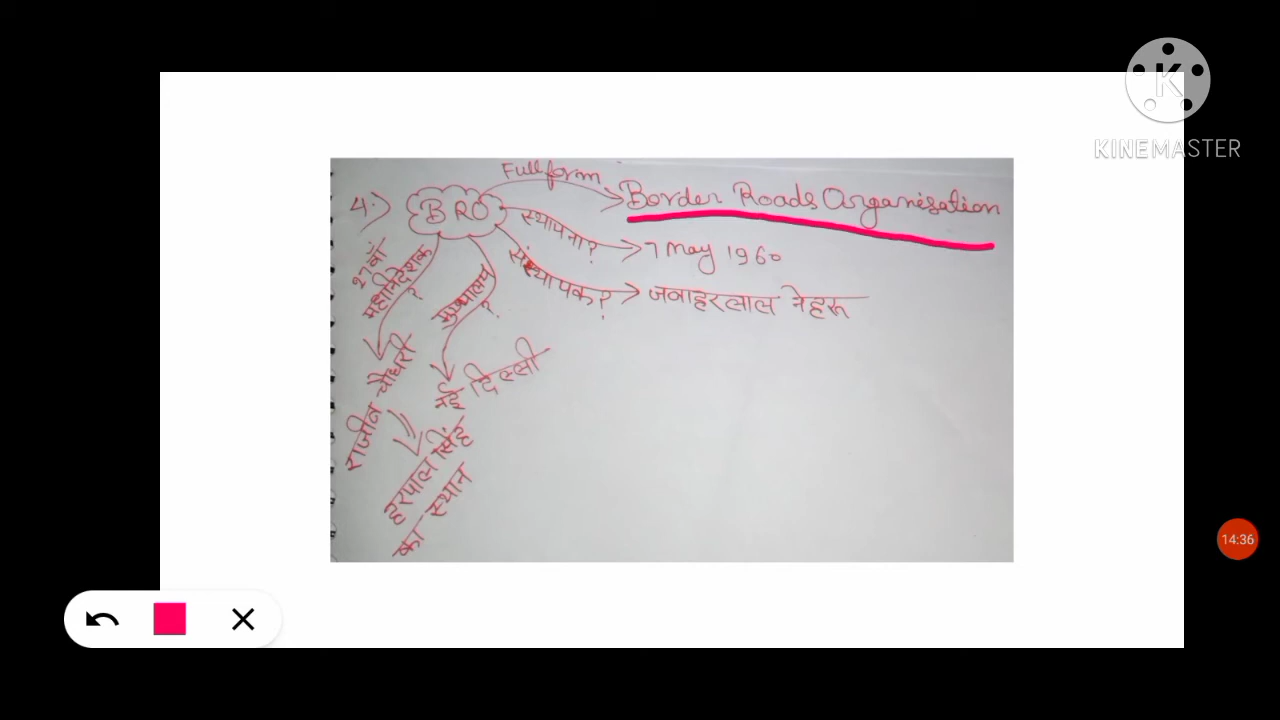 KINEMASTER
4.)
BRO
Full form
Border Roads Organisation
स्थापना?
7 May 1960
संस्थापक?
जवाहरलाल नेहरू
मुख्यालय
?
नई दिल्ली
27वाँ
महानिदेशक
?
राजीव चौधरी
हरपाल सिंह
का स्थान
14:36